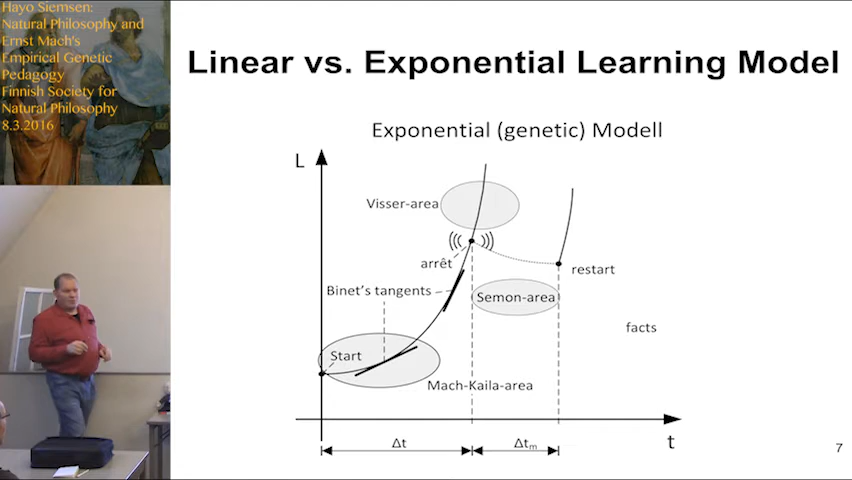 Hayo Siemsen:
Natural Philosophy and
Ernst Mach's
Empirical Genetic
Pedagogy
Finnish Society for
Natural Philosophy
8.3.2016
Linear vs. Exponential Learning Model
Exponential (genetic) Modell
L
Visser-area
arrêt
restart
Binet's tangents
Semon-area
facts
Start
Mach-Kaila-area
t
Δt
Δtm
7